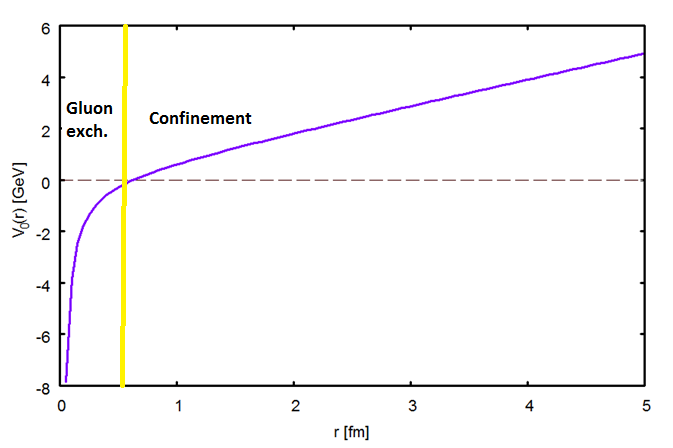 6
4
2
0
-2
-4
-6
-8
V0(r) [GeV]
Gluon
exch.
Confinement
0 1 2 3 4 5
r [fm]